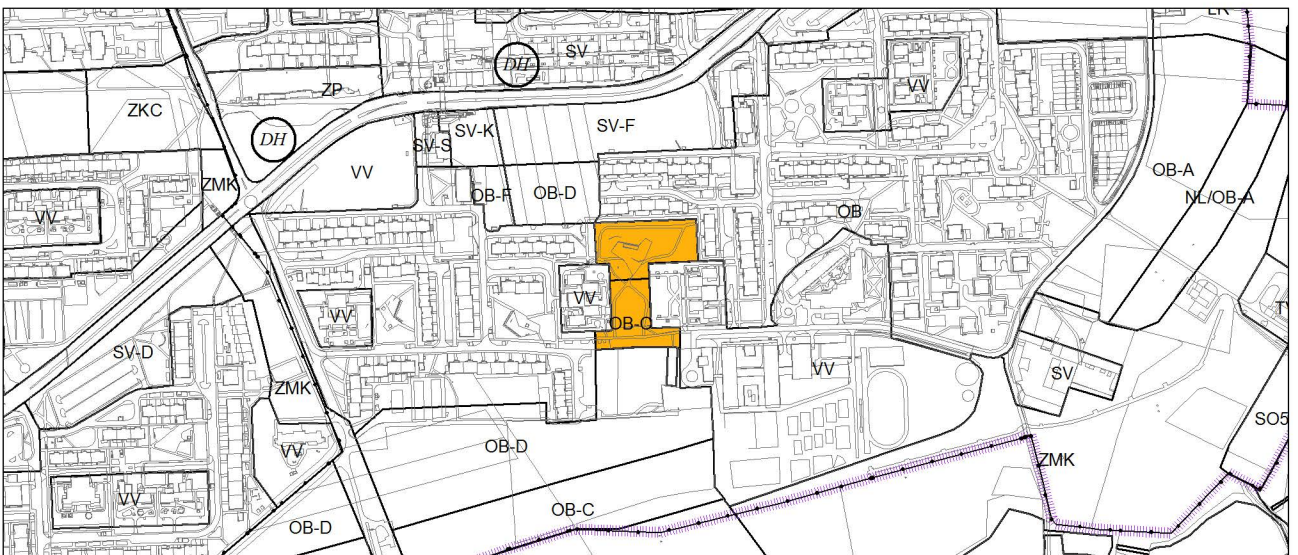 LR
SV
DH
VV
ZP
ZKC
SV-K
SV-F
DH
SV-S
VV
OB-A
ZMK
OB-F
OB-D
NL/OB-A
VV
OB
VV
VV
OB-
SV-D
VV
SV
ZMK
SO5
OB-D
VV
ZMK
VV
OB-C
OB-D